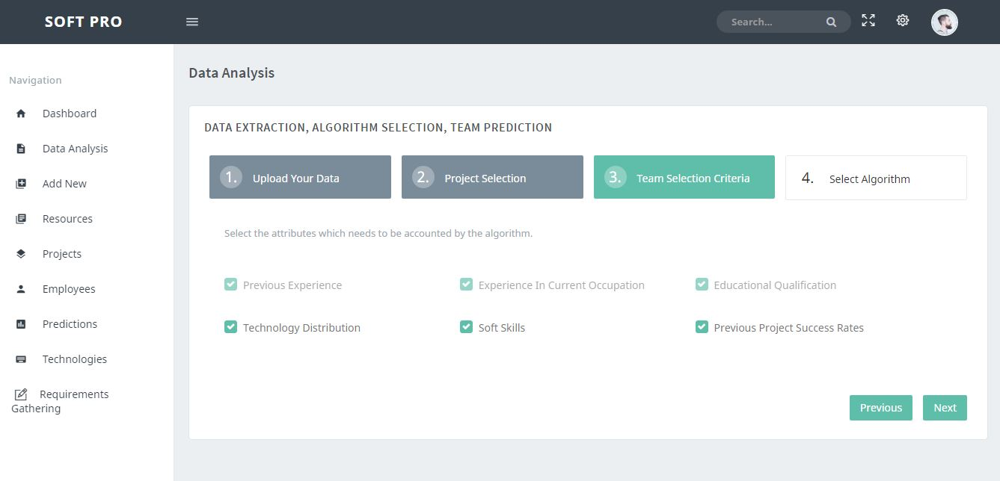 SOFT PRO
Search...
Navigation
Dashboard
Data Analysis
Add New
Resources
Projects
Employees
Predictions
Technologies
Requirements
Gathering
Data Analysis
DATA EXTRACTION, ALGORITHM SELECTION, TEAM PREDICTION
1. Upload Your Data
2. Project Selection
3. Team Selection Criteria
4. Select Algorithm
Select the attributes which needs to be accounted by the algorithm.
Previous Experience
Experience In Current Occupation
Educational Qualification
Technology Distribution
Soft Skills
Previous Project Success Rates
Previous
Next